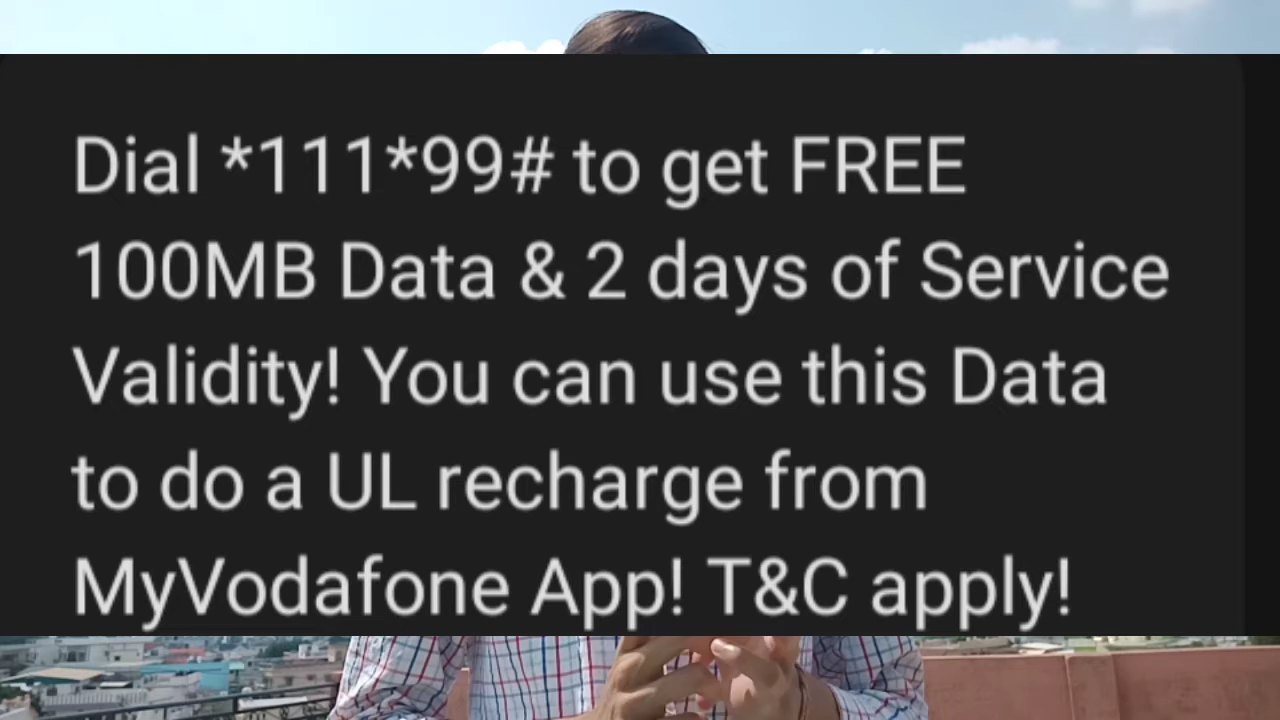 Dial *111*99# to get FREE
100MB Data & 2 days of Service
Validity! You can use this Data
to do a UL recharge from
MyVodafone App! T&C apply!